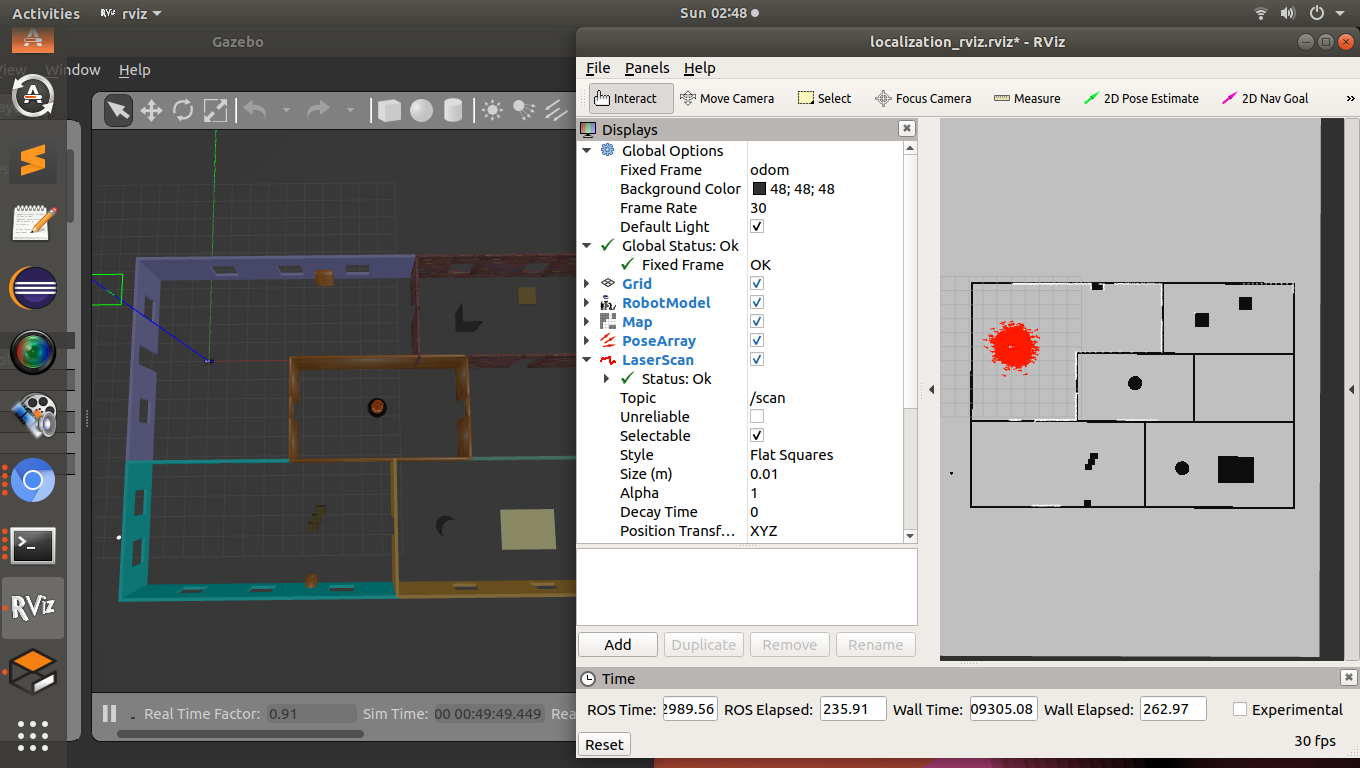 Activities
RViz
rviz
Sun 02:48
Gazebo
Window
Help
Real Time Factor:
0.91
Sim Time:
00 00:49:49.449
localization_rviz.rviz* - RViz
File
Panels
Help
Interact
Move Camera
Select
Focus Camera
Measure
2D Pose Estimate
2D Nav Goal
»
Displays
Global Options
Fixed Frame odom
Background Color 48; 48; 48
Frame Rate 30
Default Light
Global Status: Ok
Fixed Frame OK
Grid
RobotModel
Map
PoseArray
LaserScan
Status: Ok
Topic /scan
Unreliable
Selectable
Style Flat Squares
Size (m) 0.01
Alpha 1
Decay Time 0
Position Transf… XYZ
Add
Duplicate
Remove
Rename
Time
ROS Time: 2989.56
ROS Elapsed: 235.91
Wall Time: 09305.08
Wall Elapsed: 262.97
Experimental
Reset
30 fps
RViz